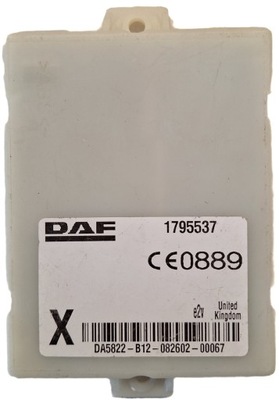 DAF 1795537
CE0889
e2v United Kingdom
X
DA5822-B12-082602-00067